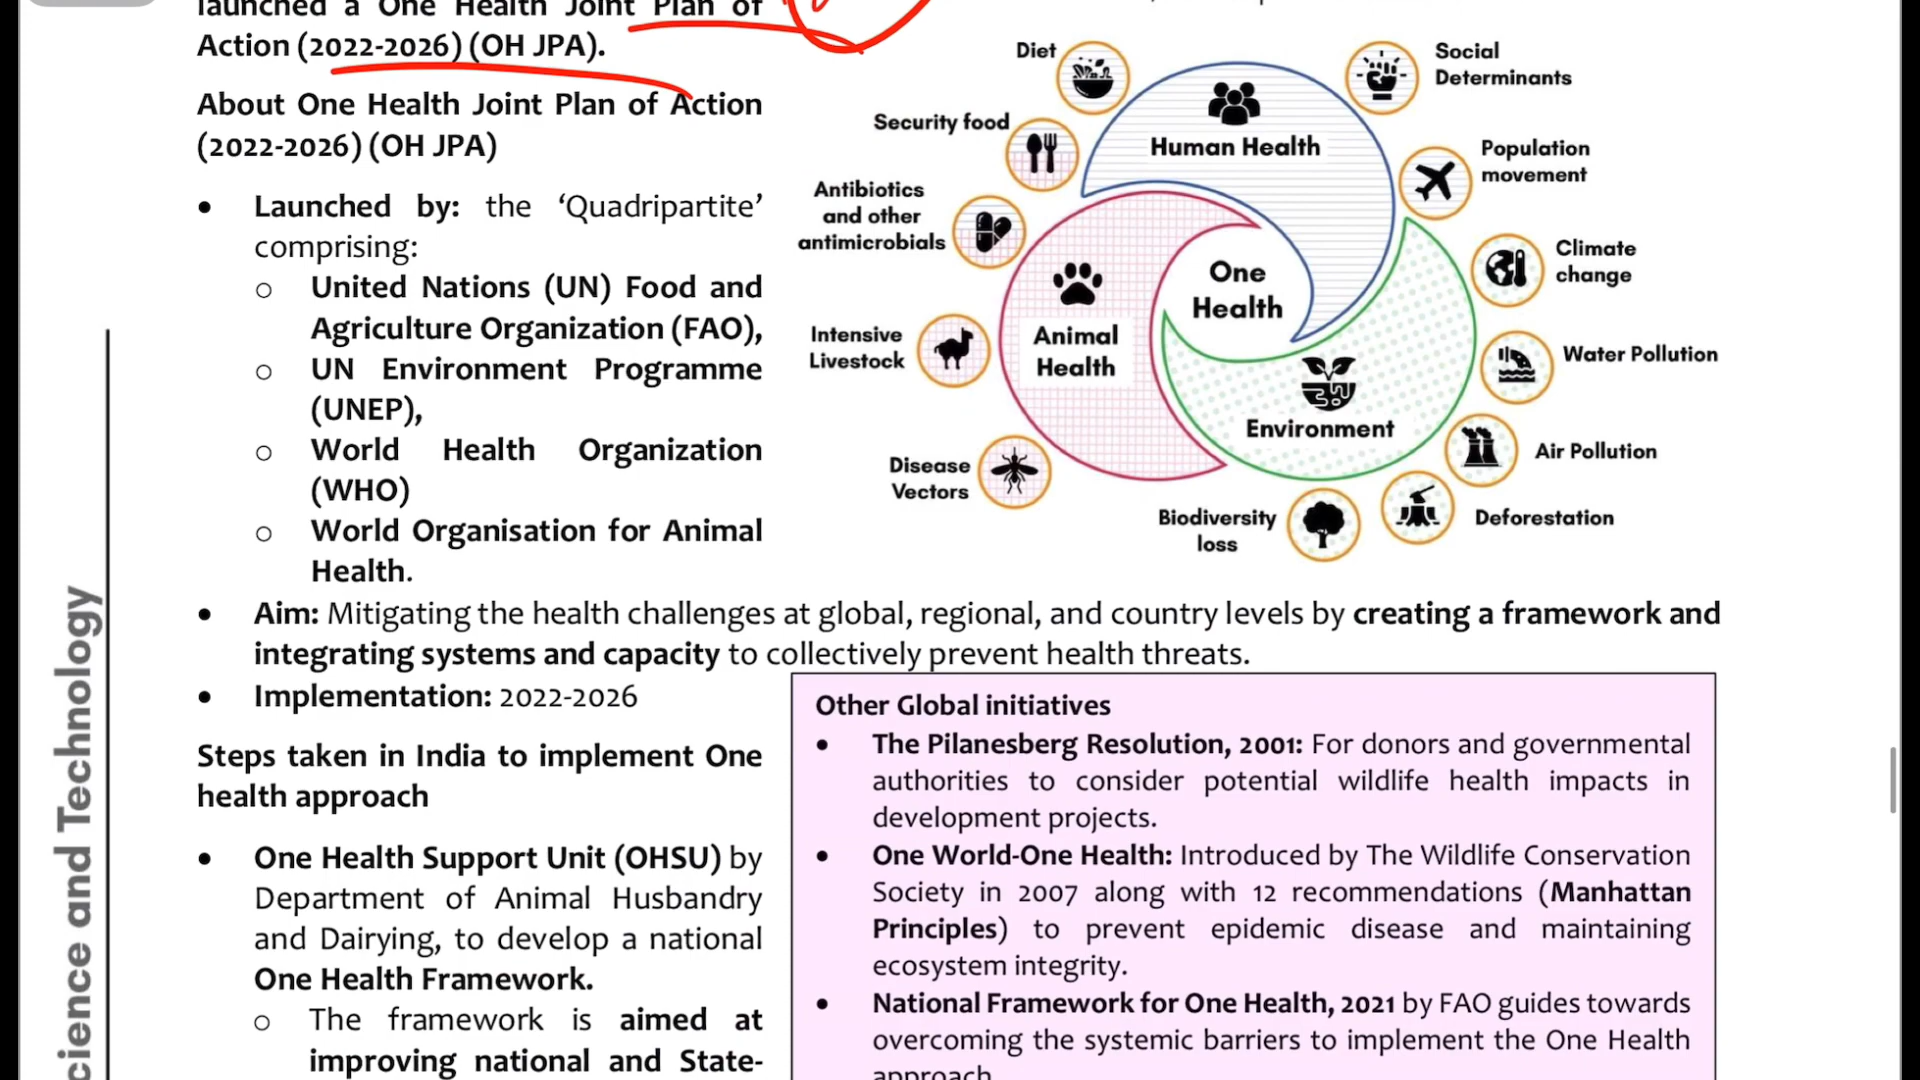 launched a One Health Joint Plan of
Action (2022-2026) (OH JPA).
About One Health Joint Plan of Action
(2022-2026) (OH JPA)
• Launched by: the ‘Quadripartite’
comprising:
o United Nations (UN) Food and
Agriculture Organization (FAO),
o UN Environment Programme
(UNEP),
o World Health Organization
(WHO)
o World Organisation for Animal
Health.
Diet
Security food
Antibiotics
and other
antimicrobials
Intensive
Livestock
Disease
Vectors
Human Health
Animal
Health
One
Health
Environment
Social
Determinants
Population
movement
Climate
change
Water Pollution
Air Pollution
Deforestation
Biodiversity
loss
• Aim: Mitigating the health challenges at global, regional, and country levels by creating a framework and
integrating systems and capacity to collectively prevent health threats.
• Implementation: 2022-2026
Steps taken in India to implement One
health approach
• One Health Support Unit (OHSU) by
Department of Animal Husbandry
and Dairying, to develop a national
One Health Framework.
o The framework is aimed at
improving national and State-
Other Global initiatives
• The Pilanesberg Resolution, 2001: For donors and governmental
authorities to consider potential wildlife health impacts in
development projects.
• One World-One Health: Introduced by The Wildlife Conservation
Society in 2007 along with 12 recommendations (Manhattan
Principles) to prevent epidemic disease and maintaining
ecosystem integrity.
• National Framework for One Health, 2021 by FAO guides towards
overcoming the systemic barriers to implement the One Health
approach
cience and Technology